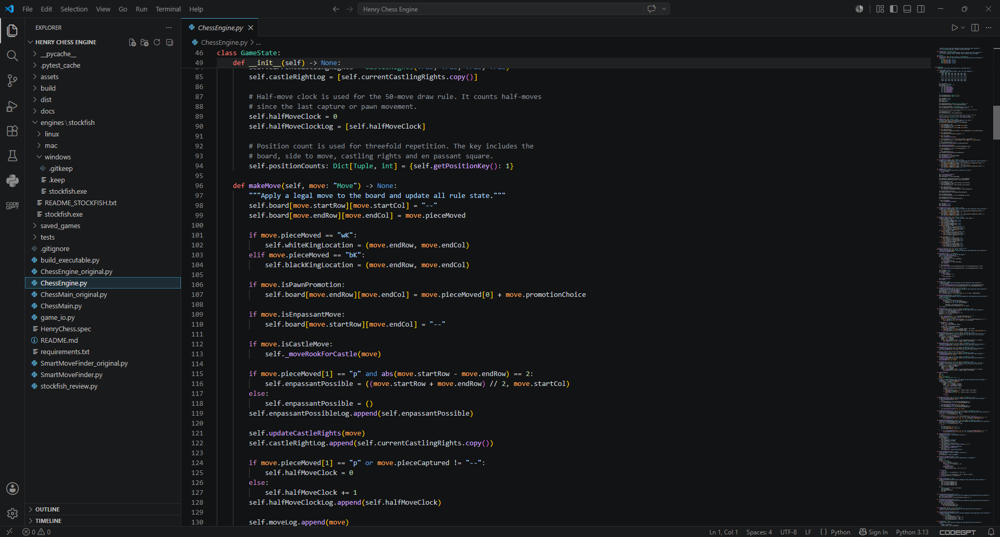 File Edit Selection View Go Run Terminal Help
Henry Chess Engine
EXPLORER
HENRY CHESS ENGINE
__pycache__
.pytest_cache
assets
build
dist
docs
engines\stockfish
linux
mac
windows
.gitkeep
.keep
stockfish.exe
README_STOCKFISH.txt
stockfish.exe
saved_games
tests
.gitignore
build_executable.py
ChessEngine_original.py
ChessEngine.py
ChessMain_original.py
ChessMain.py
game_io.py
HenryChess.spec
README.md
requirements.txt
SmartMoveFinder_original.py
SmartMoveFinder.py
stockfish_review.py
OUTLINE
TIMELINE
CODE
GPT
ChessEngine.py
ChessEngine.py > ...
46 class GameState:
49 def __init__(self) -> None:
84 self.currentCastlingRights = CastleRights(True, True, True, True)
85 self.castleRightLog = [self.currentCastlingRights.copy()]
86
87 # Half-move clock is used for the 50-move draw rule. It counts half-moves
88 # since the last capture or pawn movement.
89 self.halfMoveClock = 0
90 self.halfMoveClockLog = [self.halfMoveClock]
91
92 # Position count is used for threefold repetition. The key includes the
93 # board, side to move, castling rights and en passant square.
94 self.positionCounts: Dict[Tuple, int] = {self.getPositionKey(): 1}
95
96 def makeMove(self, move: "Move") -> None:
97 """Apply a legal move to the board and update all rule state."""
98 self.board[move.startRow][move.startCol] = "--"
99 self.board[move.endRow][move.endCol] = move.pieceMoved
100
101 if move.pieceMoved == "wK":
102 self.whiteKingLocation = (move.endRow, move.endCol)
103 elif move.pieceMoved == "bK":
104 self.blackKingLocation = (move.endRow, move.endCol)
105
106 if move.isPawnPromotion:
107 self.board[move.endRow][move.endCol] = move.pieceMoved[0] + move.promotionChoice
108
109 if move.isEnpassantMove:
110 self.board[move.startRow][move.endCol] = "--"
111
112 if move.isCastleMove:
113 self._moveRookForCastle(move)
114
115 if move.pieceMoved[1] == "p" and abs(move.startRow - move.endRow) == 2:
116 self.enpassantPossible = ((move.startRow + move.endRow) // 2, move.startCol)
117 else:
118 self.enpassantPossible = ()
119 self.enpassantPossibleLog.append(self.enpassantPossible)
120
121 self.updateCastleRights(move)
122 self.castleRightLog.append(self.currentCastlingRights.copy())
123
124 if move.pieceMoved[1] == "p" or move.pieceCaptured != "--":
125 self.halfMoveClock = 0
126 else:
127 self.halfMoveClock += 1
128 self.halfMoveClockLog.append(self.halfMoveClock)
129
130 self.moveLog.append(move)
0 0
Ln 1, Col 1 Spaces: 4 UTF-8 LF { } Python Sign In Python 3.13 CODEGPT